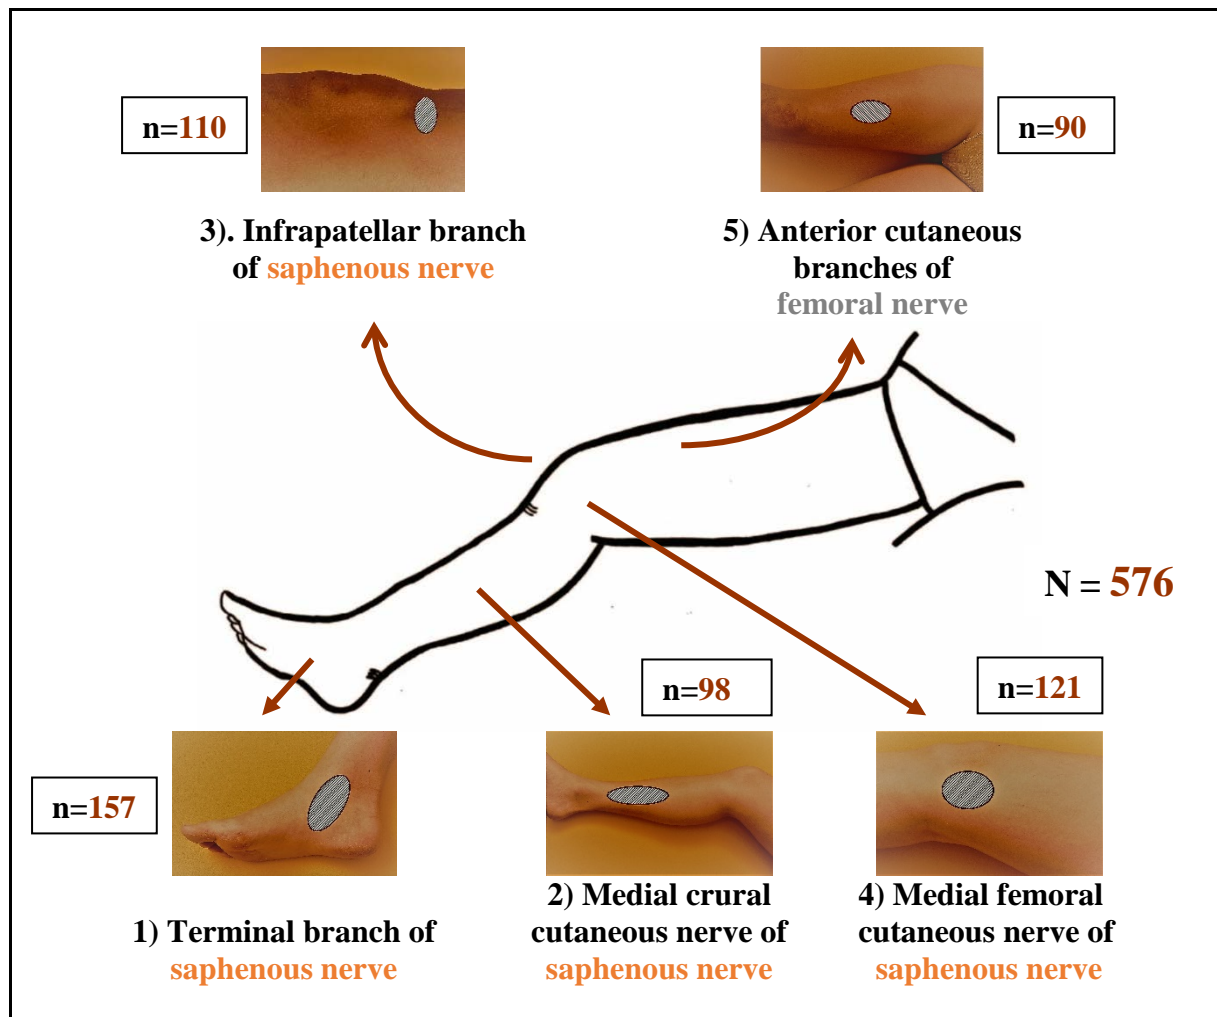 n=110
n=90
3). Infrapatellar branch
of saphenous nerve
5) Anterior cutaneous
branches of
femoral nerve
N = 576
n=98
n=121
n=157
1) Terminal branch of
saphenous nerve
2) Medial crural
cutaneous nerve of
saphenous nerve
4) Medial femoral
cutaneous nerve of
saphenous nerve